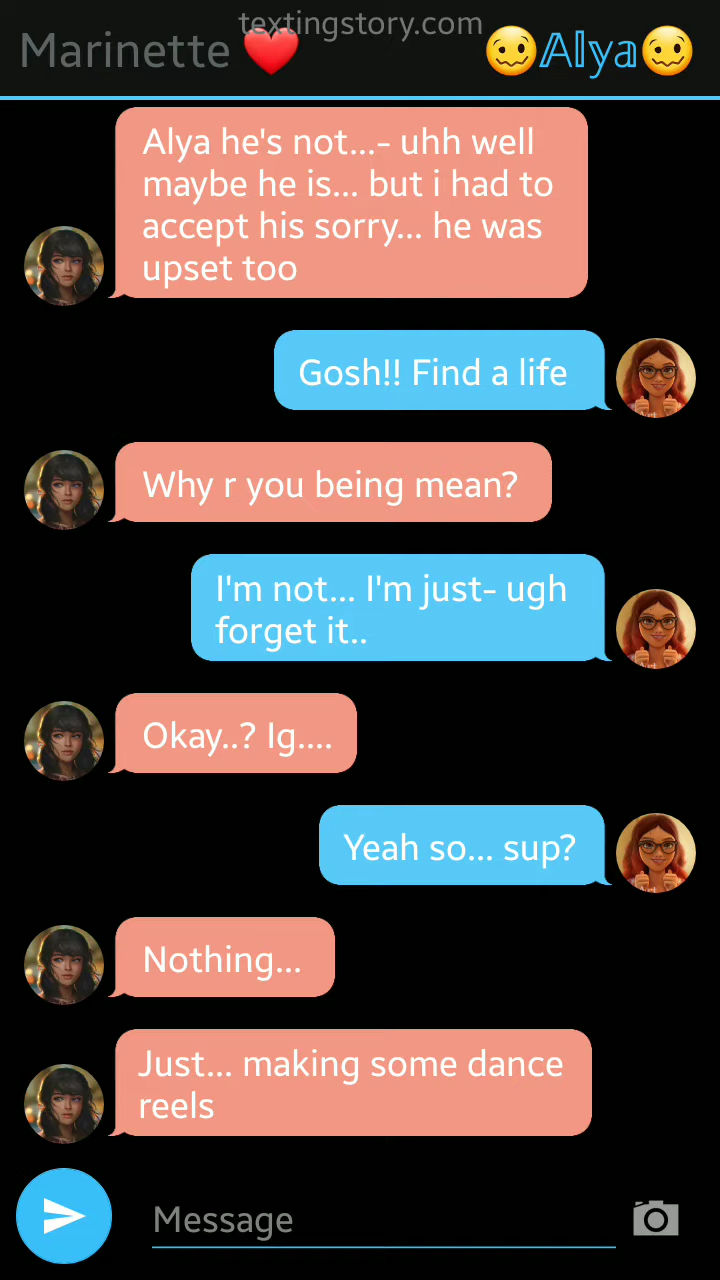 textingstory.com
Marinette ❤️
🥴𝔸𝕝𝕪𝕒🥴
Alya he's not...- uhh well
maybe he is... but i had to
accept his sorry... he was
upset too
Gosh!! Find a life
Why r you being mean?
I'm not... I'm just- ugh
forget it..
Okay..? Ig....
Yeah so... sup?
Nothing...
Just... making some dance
reels
Message